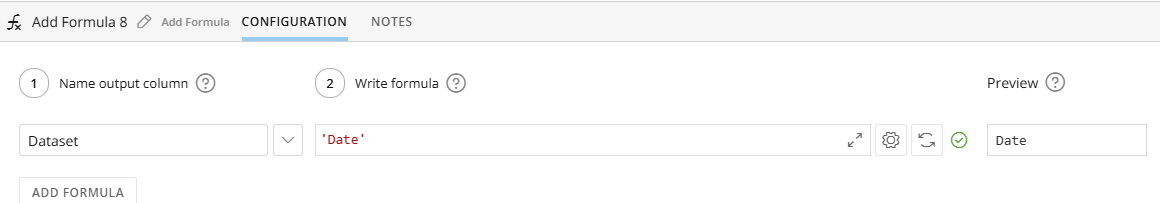 fx Add Formula 8 Add Formula CONFIGURATION NOTES
1 Name output column ? 2 Write formula ? Preview ?
Dataset 'Date' Date
ADD FORMULA